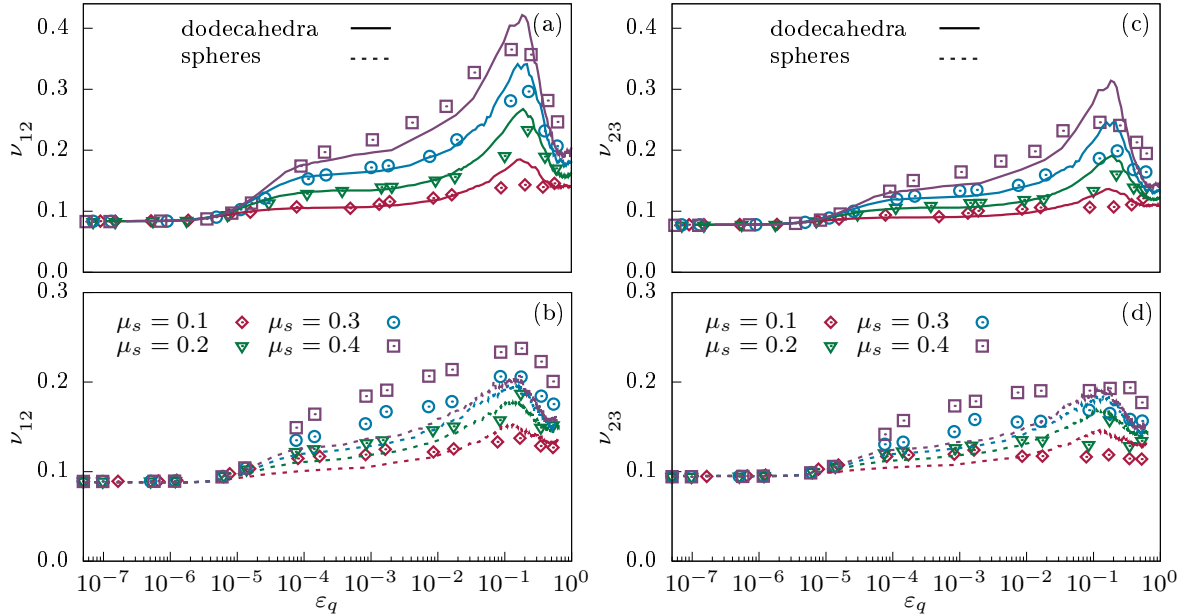 (a)
dodecahedra
spheres
0.4
0.3
0.2
0.1
0.0
ν₁₂
(c)
dodecahedra
spheres
0.4
0.3
0.2
0.1
0.0
ν₂₃
(b)
μₛ = 0.1 μₛ = 0.3
μₛ = 0.2 μₛ = 0.4
0.3
0.2
0.1
0.0
ν₁₂
10⁻⁷ 10⁻⁶ 10⁻⁵ 10⁻⁴ 10⁻³ 10⁻² 10⁻¹ 10⁰
ε_q
(d)
μₛ = 0.1 μₛ = 0.3
μₛ = 0.2 μₛ = 0.4
0.3
0.2
0.1
0.0
ν₂₃
10⁻⁷ 10⁻⁶ 10⁻⁵ 10⁻⁴ 10⁻³ 10⁻² 10⁻¹ 10⁰
ε_q